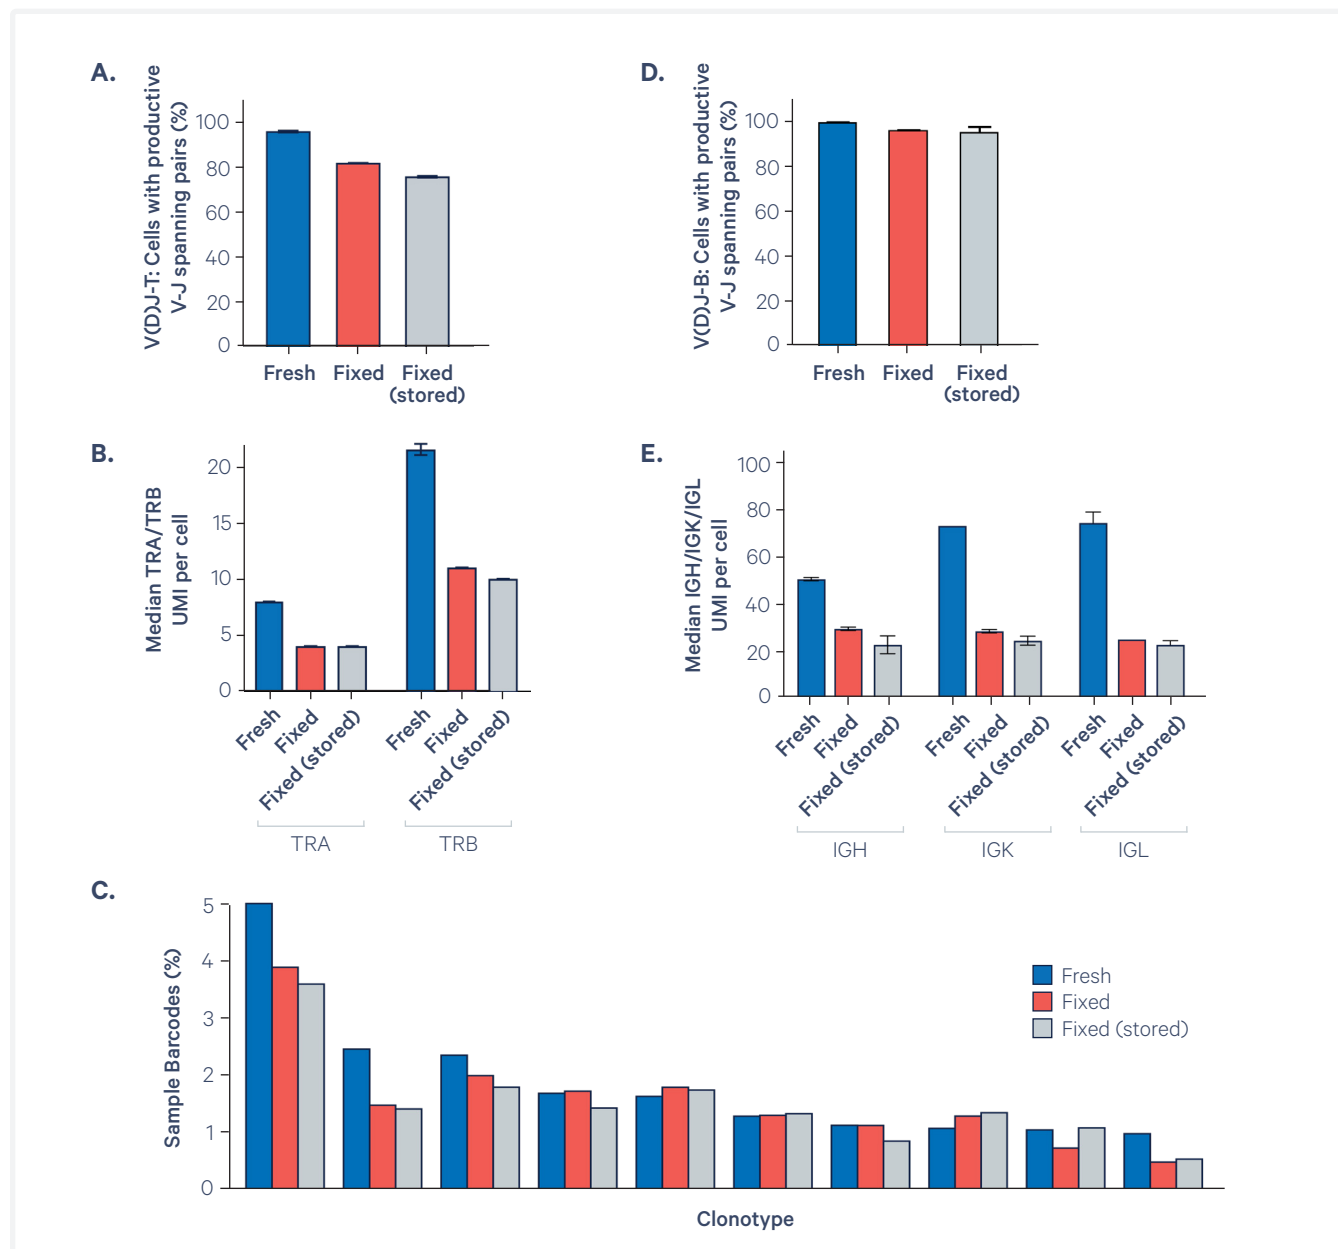 A.
V(D)J-T: Cells with productive
V-J spanning pairs (%)
100
80
60
40
20
0
Fresh
Fixed
Fixed
(stored)
D.
V(D)J-B: Cells with productive
V-J spanning pairs (%)
100
80
60
40
20
0
Fresh
Fixed
Fixed
(stored)
B.
Median TRA/TRB
UMI per cell
20
15
10
5
0
Fresh
Fixed
Fixed (stored)
Fresh
Fixed
Fixed (stored)
TRA
TRB
E.
Median IGH/IGK/IGL
UMI per cell
100
80
60
40
20
0
Fresh
Fixed
Fixed (stored)
Fresh
Fixed
Fixed (stored)
Fresh
Fixed
Fixed (stored)
IGH
IGK
IGL
C.
Sample Barcodes (%)
5
4
3
2
1
0
Fresh
Fixed
Fixed (stored)
Clonotype